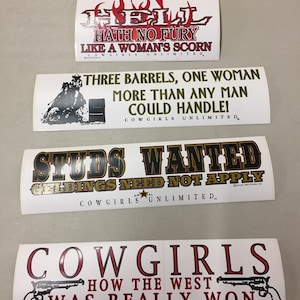 HELL
HATH NO FURY
LIKE A WOMAN'S SCORN
THREE BARRELS, ONE WOMAN
MORE THAN ANY MAN
COULD HANDLE!
COWGIRLS UNLIMITED
STUDS WANTED
GELDINGS NEED NOT APPLY
COWGIRLS UNLIMITED
COWGIRLS
HOW THE WEST
WAS REALLY WON